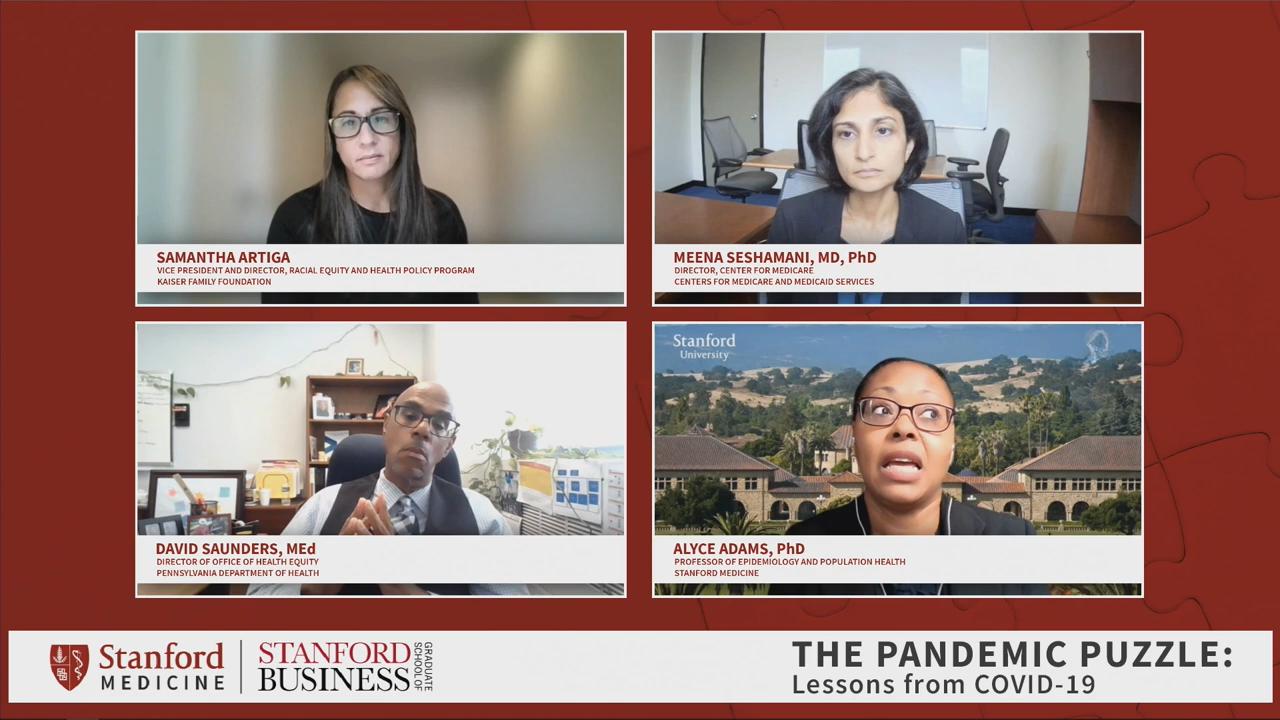 SAMANTHA ARTIGA
VICE PRESIDENT AND DIRECTOR, RACIAL EQUITY AND HEALTH POLICY PROGRAM
KAISER FAMILY FOUNDATION
MEENA SESHAMANI, MD, PhD
DIRECTOR, CENTER FOR MEDICARE
CENTERS FOR MEDICARE AND MEDICAID SERVICES
Stanford
University
DAVID SAUNDERS, MEd
DIRECTOR OF OFFICE OF HEALTH EQUITY
PENNSYLVANIA DEPARTMENT OF HEALTH
ALYCE ADAMS, PhD
PROFESSOR OF EPIDEMIOLOGY AND POPULATION HEALTH
STANFORD MEDICINE
Stanford
MEDICINE
STANFORD
BUSINESS
GRADUATE
SCHOOL OF
THE PANDEMIC PUZZLE:
Lessons from COVID-19